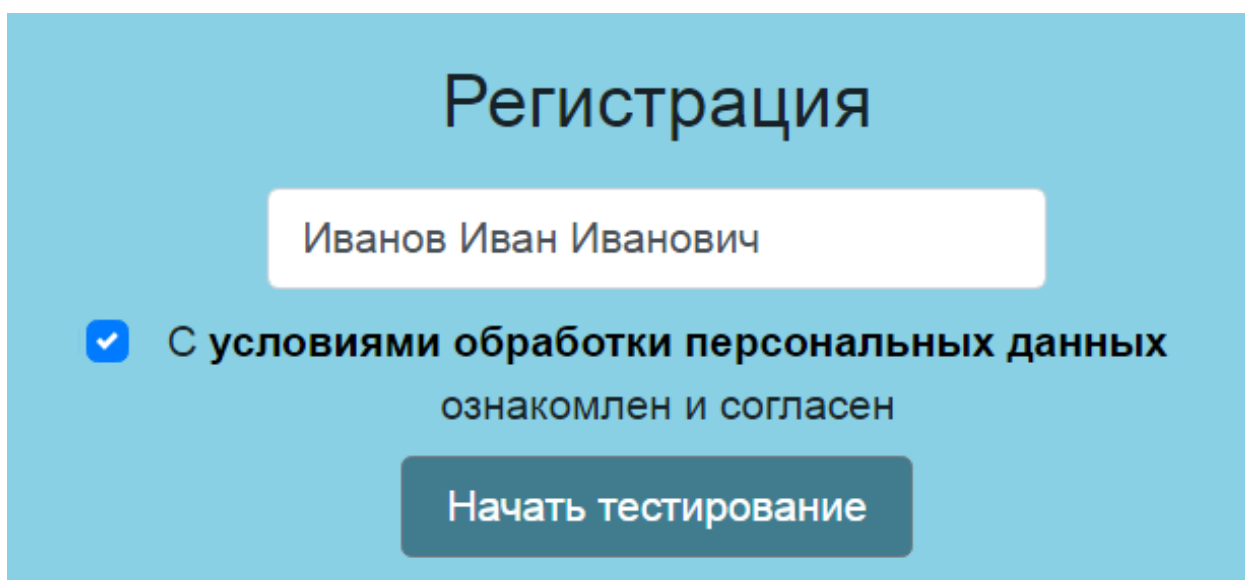 Регистрация
Иванов Иван Иванович
С условиями обработки персональных данных
ознакомлен и согласен
Начать тестирование